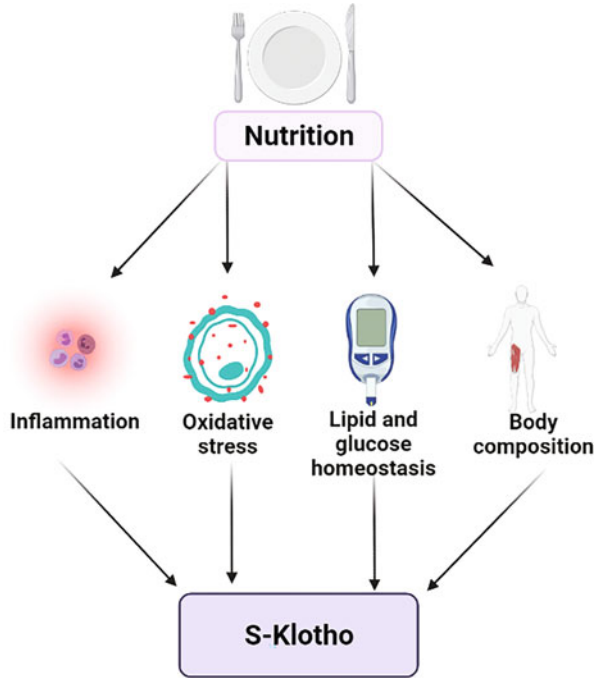 Nutrition
Inflammation
Oxidative
stress
Lipid and
glucose
homeostasis
Body
composition
S-Klotho